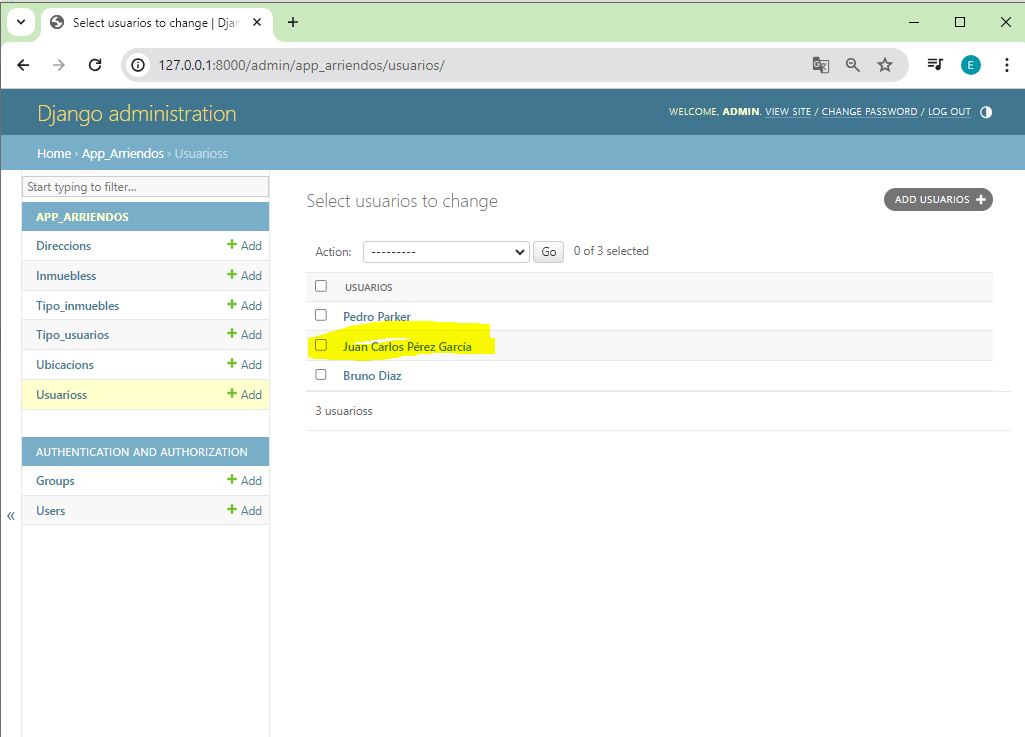 Select usuarios to change | Dja
127.0.0.1:8000/admin/app_arriendos/usuarios/
E
Django administration
WELCOME, ADMIN. VIEW SITE / CHANGE PASSWORD / LOG OUT
Home › App_Arriendos › Usuarioss
Start typing to filter...
APP_ARRIENDOS
Direccions + Add
Inmuebless + Add
Tipo_inmuebles + Add
Tipo_usuarios + Add
Ubicacions + Add
Usuarioss + Add
AUTHENTICATION AND AUTHORIZATION
Groups + Add
Users + Add
«
Select usuarios to change
ADD USUARIOS +
Action: --------- Go 0 of 3 selected
USUARIOS
Pedro Parker
Juan Carlos Pérez García
Bruno Diaz
3 usuarioss